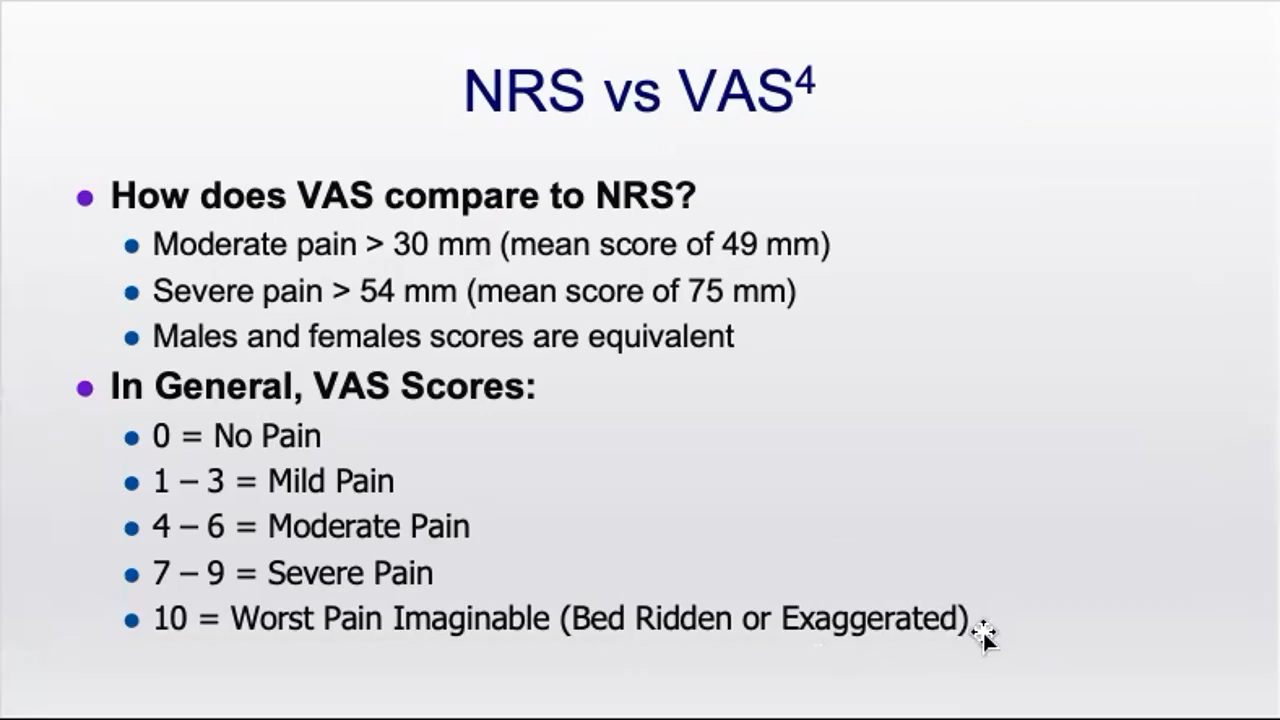 NRS vs VAS⁴
● How does VAS compare to NRS?
● Moderate pain > 30 mm (mean score of 49 mm)
● Severe pain > 54 mm (mean score of 75 mm)
● Males and females scores are equivalent
● In General, VAS Scores:
● 0 = No Pain
● 1 – 3 = Mild Pain
● 4 – 6 = Moderate Pain
● 7 – 9 = Severe Pain
● 10 = Worst Pain Imaginable (Bed Ridden or Exaggerated)